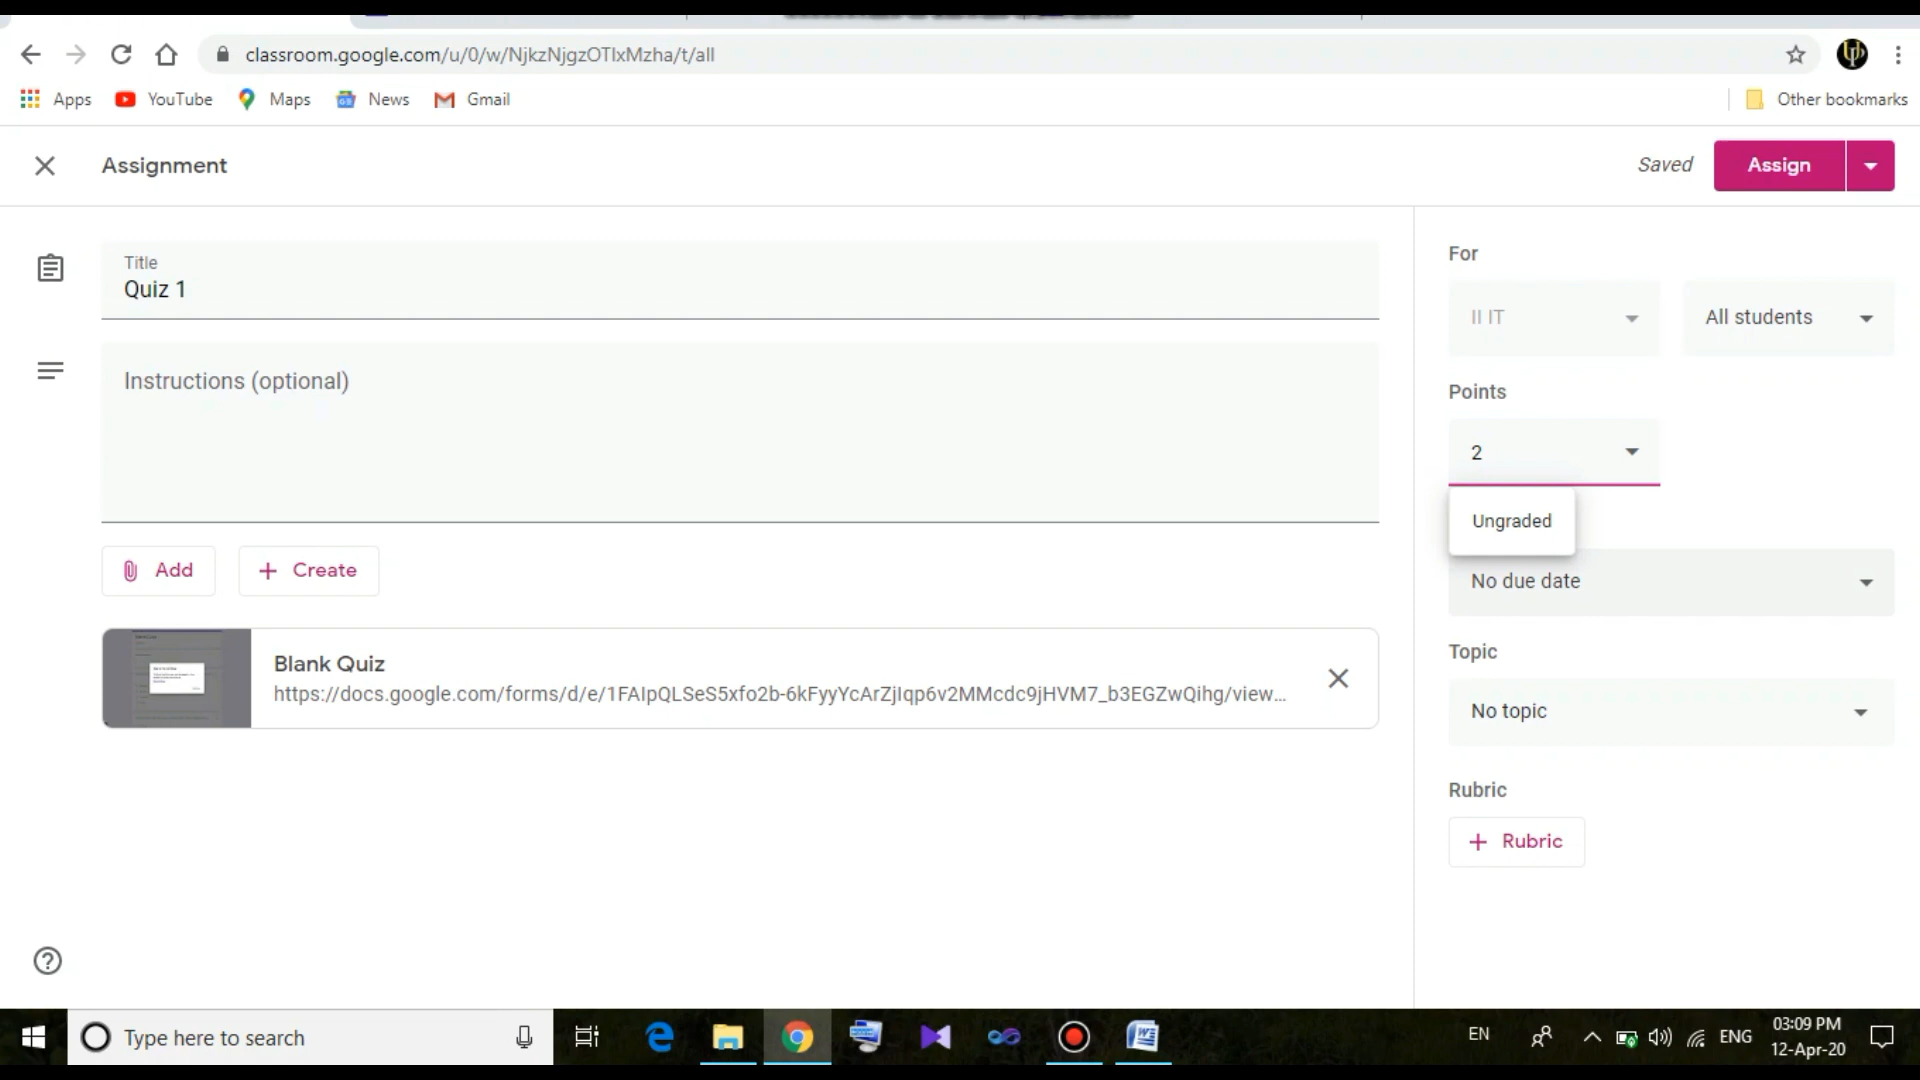 classroom.google.com/u/0/w/NjkzNjgzOTIxMzha/t/all
Apps YouTube Maps News Gmail Other bookmarks
Assignment Saved Assign
Title
Quiz 1
Instructions (optional)
Add Create
Blank Quiz
https://docs.google.com/forms/d/e/1FAIpQLSeS5xfo2b-6kFyyYcArZjIqp6v2MMcdc9jHVM7_b3EGZwQihg/view...
For
II IT All students
Points
2
Ungraded
No due date
Topic
No topic
Rubric
Rubric
Type here to search
EN ENG
03:09 PM
12-Apr-20